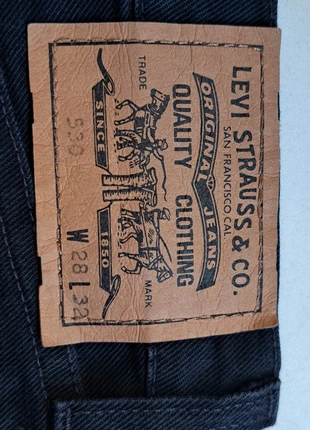 LEVI STRAUSS & CO.
SAN FRANCISCO CAL
ORIGINAL JEANS
QUALITY CLOTHING
TRADE MARK
SINCE 1850
530
W 28 L 32